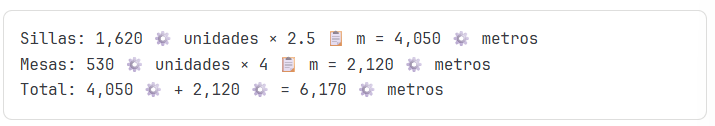 Sillas: 1,620 ⚙️ unidades × 2.5 📋 m = 4,050 ⚙️ metros
Mesas: 530 ⚙️ unidades × 4 📋 m = 2,120 ⚙️ metros
Total: 4,050 ⚙️ + 2,120 ⚙️ = 6,170 ⚙️ metros